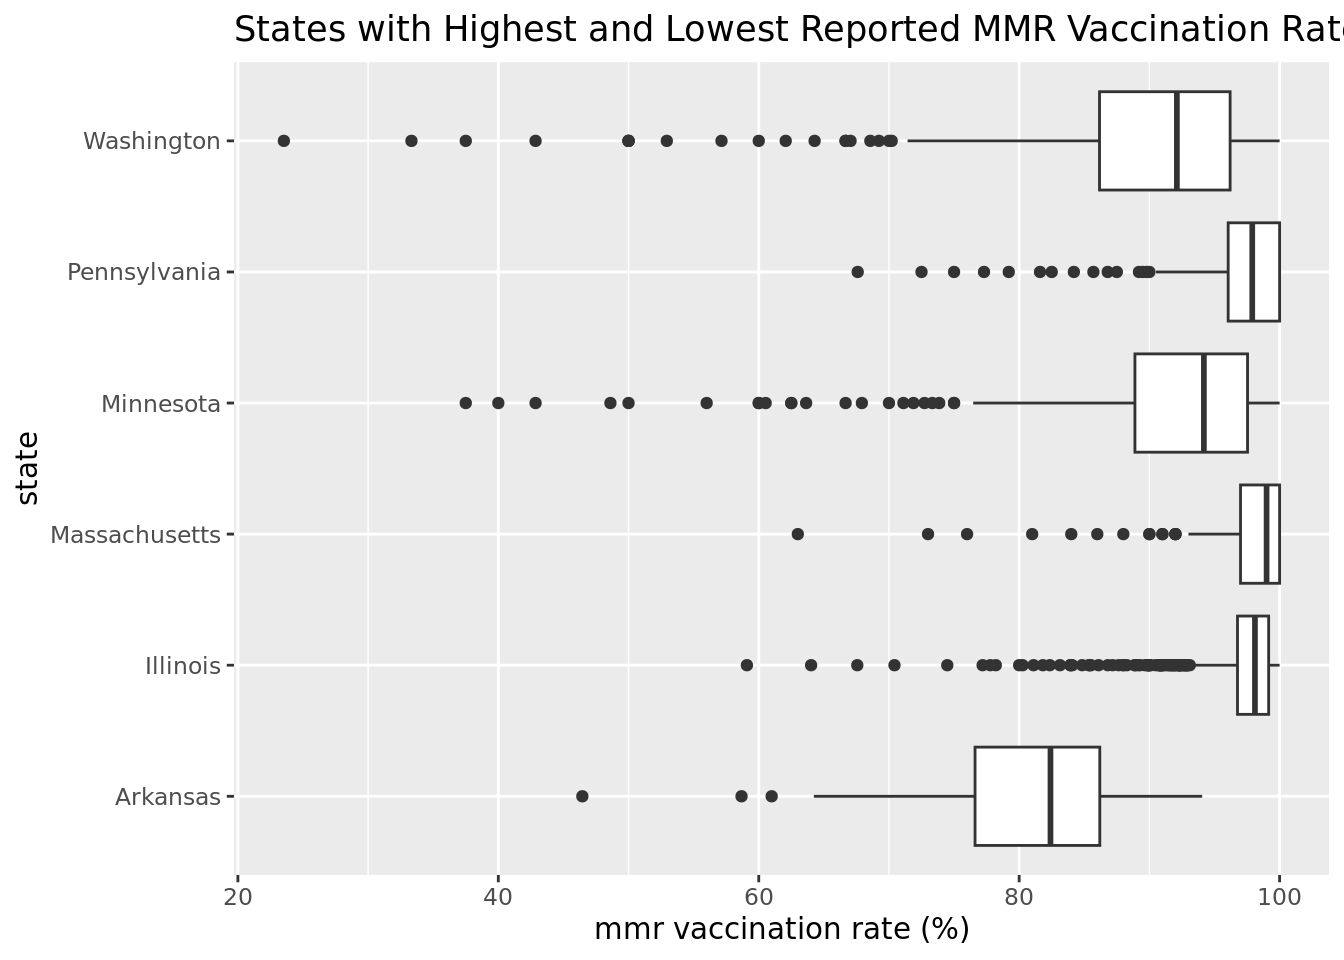 States with Highest and Lowest Reported MMR Vaccination Rat
Washington
Pennsylvania
Minnesota
Massachusetts
Illinois
Arkansas
state
20 40 60 80 100
mmr vaccination rate (%)